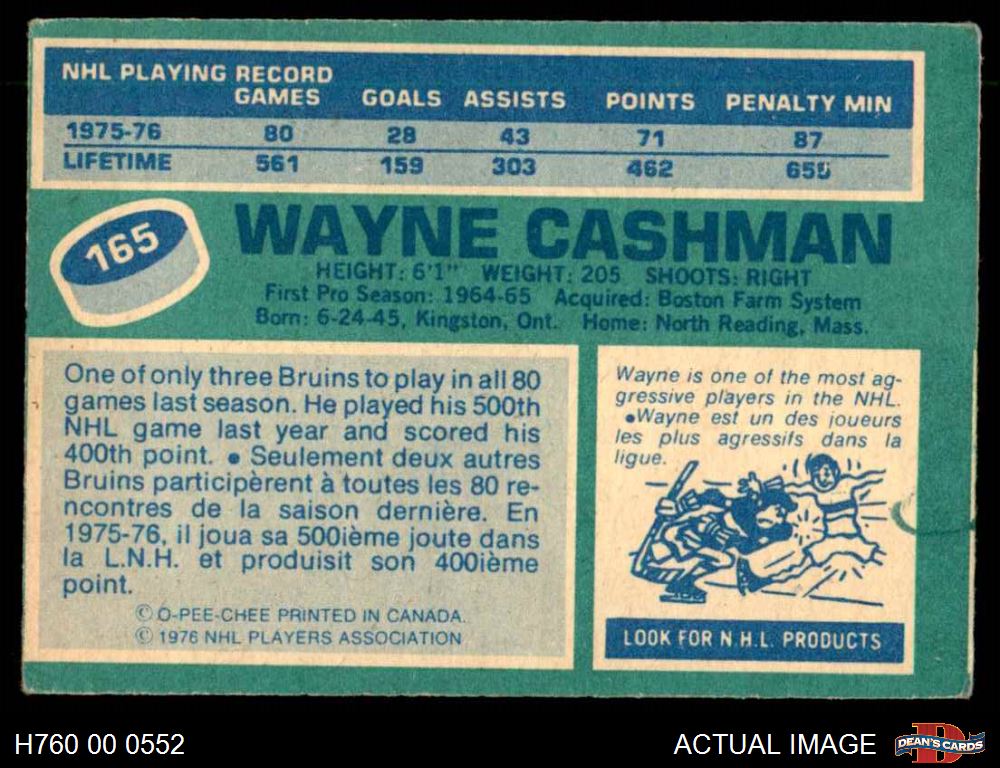 NHL PLAYING RECORD
GAMES GOALS ASSISTS POINTS PENALTY MIN
1975-76 80 28 43 71 87
LIFETIME 561 159 303 462 655
165
WAYNE CASHMAN
HEIGHT: 6'1" WEIGHT: 205 SHOOTS: RIGHT
First Pro Season: 1964-65 Acquired: Boston Farm System
Born: 6-24-45, Kingston, Ont. Home: North Reading, Mass.
One of only three Bruins to play in all 80
games last season. He played his 500th
NHL game last year and scored his
400th point. ● Seulement deux autres
Bruins participèrent à toutes les 80 re-
ncontres de la saison dernière. En
1975-76, il joua sa 500ième joute dans
la L.N.H. et produisit son 400ième
point.
© O-PEE-CHEE PRINTED IN CANADA.
© 1976 NHL PLAYERS ASSOCIATION
Wayne is one of the most ag-
gressive players in the NHL.
●Wayne est un des joueurs
les plus agressifs dans la
ligue.
LOOK FOR N.H.L. PRODUCTS
H760 00 0552
ACTUAL IMAGE
DEAN'S CARDS